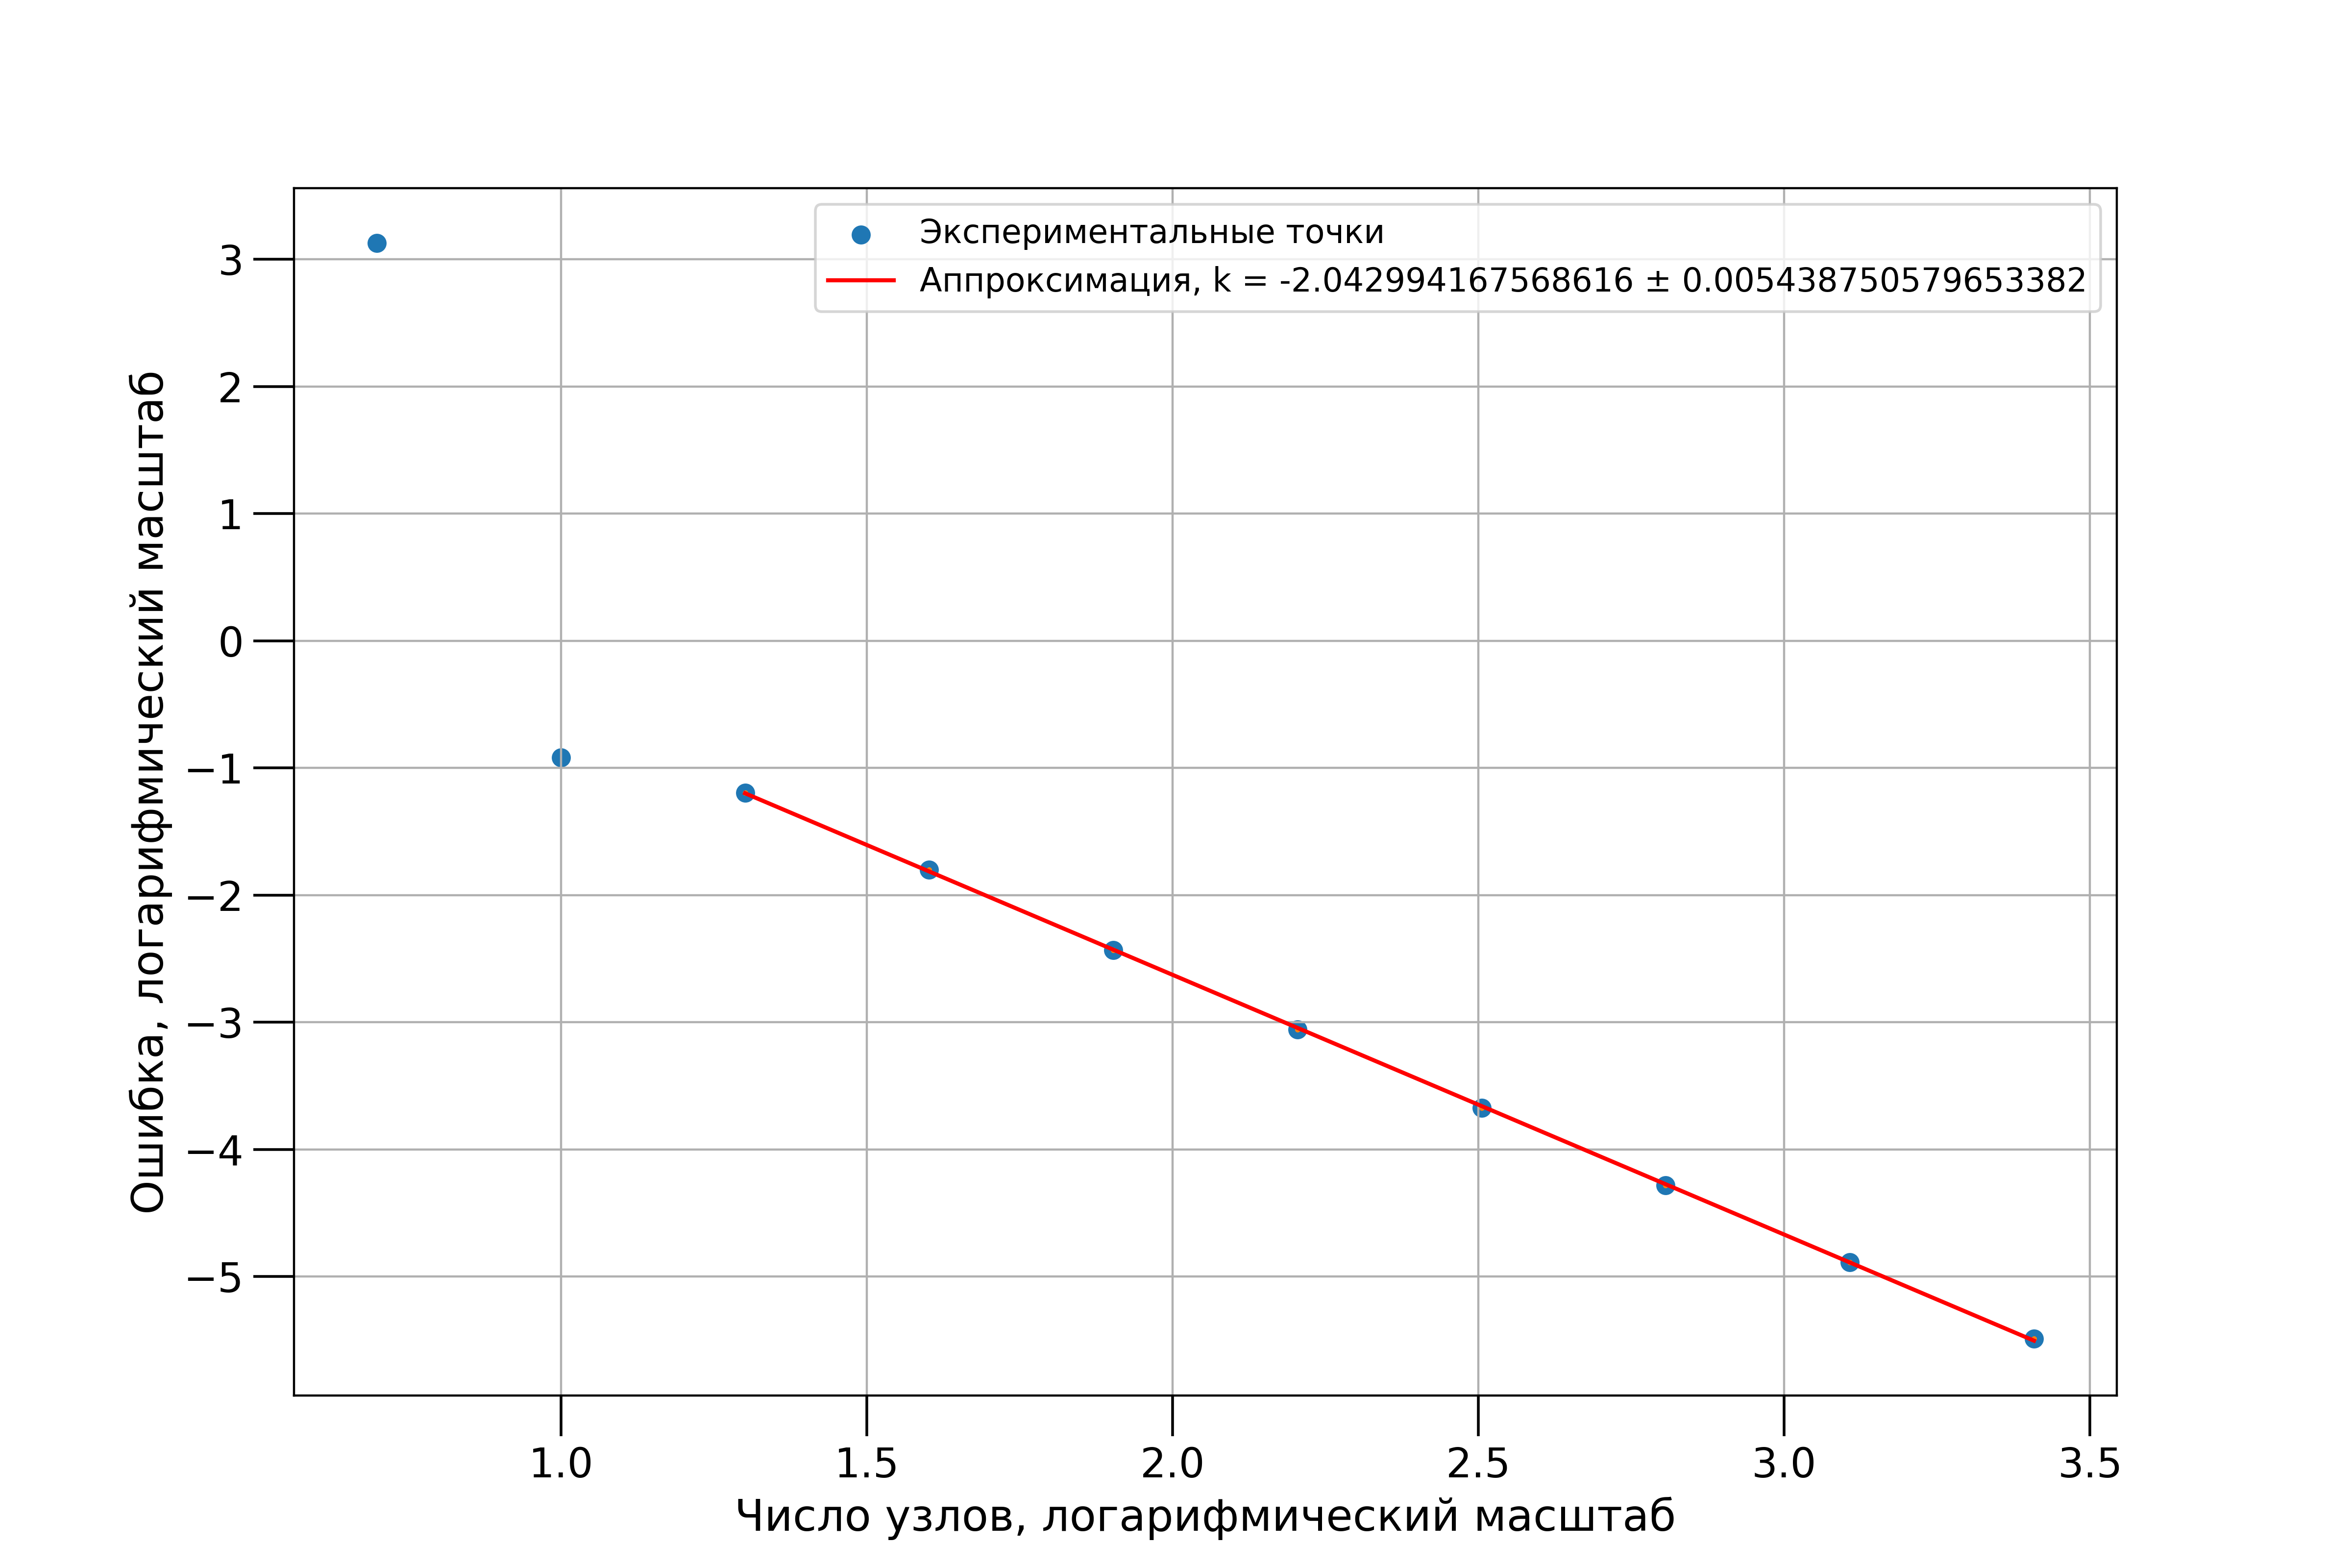 Экспериментальные точки
Аппроксимация, k = -2.042994167568616 ± 0.005438750579653382
3
2
1
0
−1
−2
−3
−4
−5
Ошибка, логарифмический масштаб
1.0 1.5 2.0 2.5 3.0 3.5
Число узлов, логарифмический масштаб